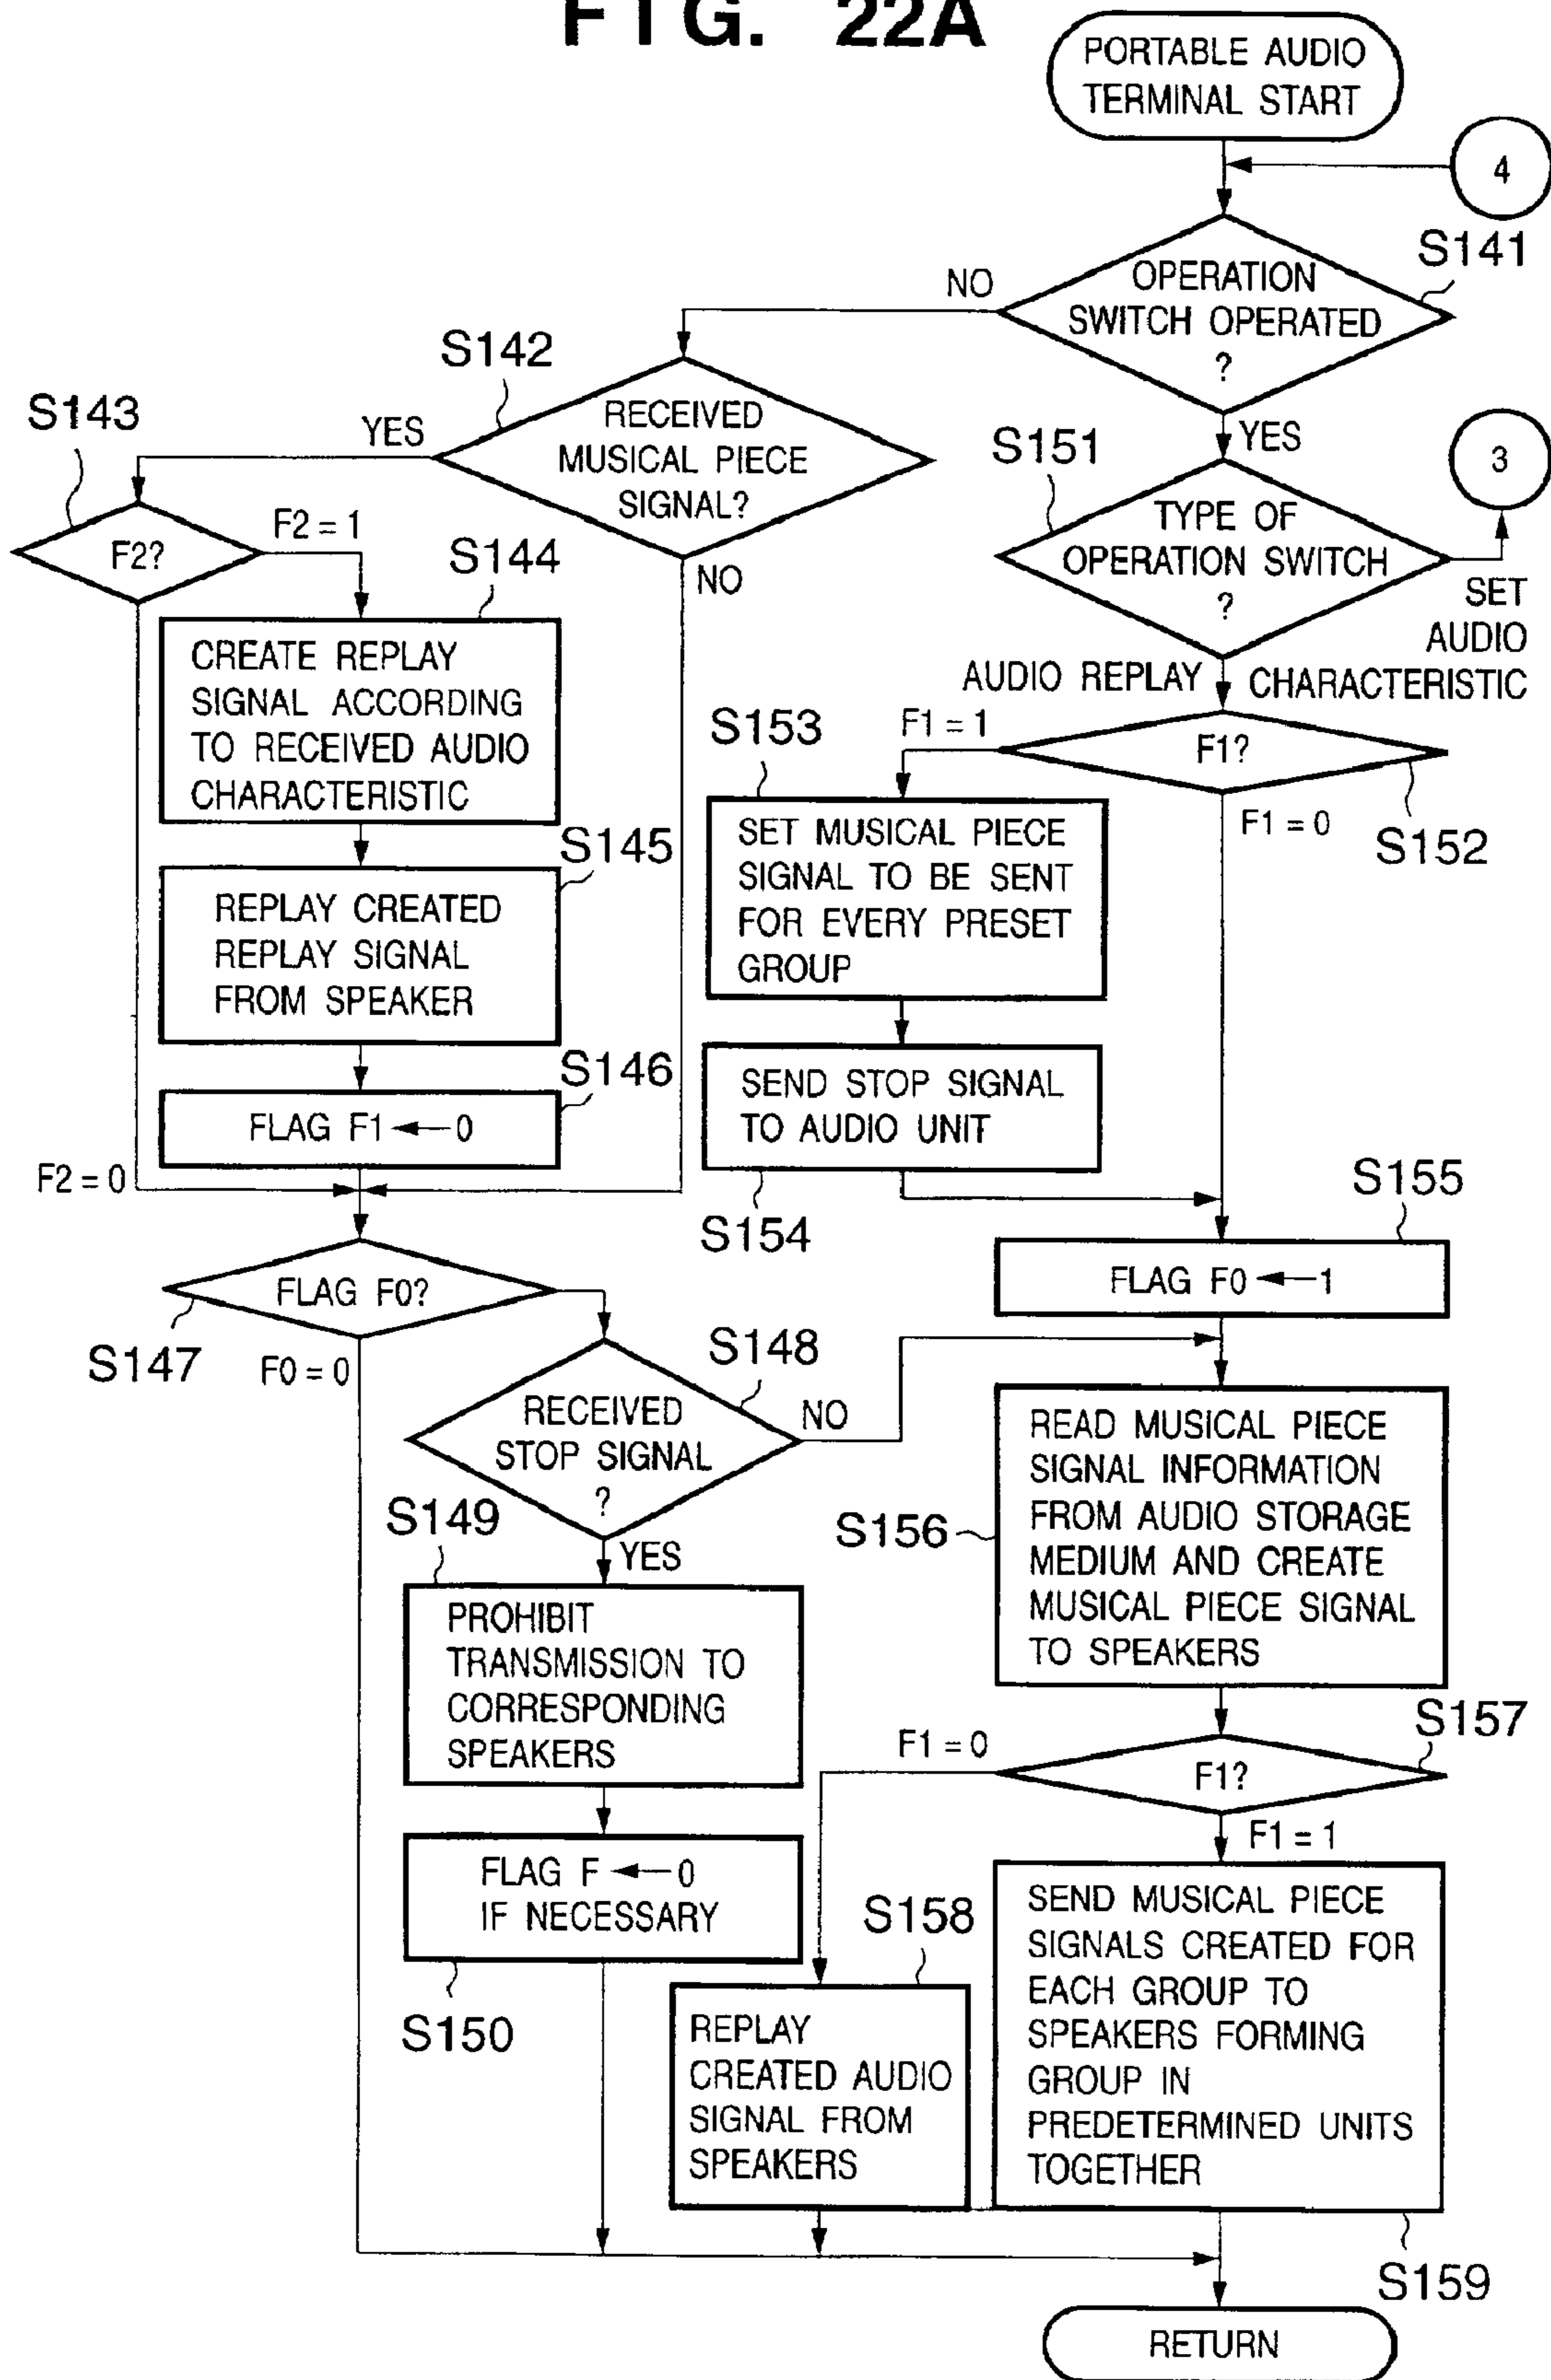 FIG. 22A
PORTABLE AUDIO
TERMINAL START
4
S141
OPERATION
SWITCH OPERATED
?
NO
YES
S142
RECEIVED
MUSICAL PIECE
SIGNAL?
YES
NO
S143
F2?
F2 = 1
F2 = 0
S144
CREATE REPLAY
SIGNAL ACCORDING
TO RECEIVED AUDIO
CHARACTERISTIC
S145
REPLAY CREATED
REPLAY SIGNAL
FROM SPEAKER
S146
FLAG F1 ← 0
S151
TYPE OF
OPERATION SWITCH
?
3
SET
AUDIO
CHARACTERISTIC
AUDIO REPLAY
S152
F1?
F1 = 1
F1 = 0
S153
SET MUSICAL PIECE
SIGNAL TO BE SENT
FOR EVERY PRESET
GROUP
SEND STOP SIGNAL
TO AUDIO UNIT
S154
S155
FLAG F0 ← 1
FLAG F0?
S147
F0 = 0
S148
RECEIVED
STOP SIGNAL
?
NO
YES
S149
PROHIBIT
TRANSMISSION TO
CORRESPONDING
SPEAKERS
FLAG F ← 0
IF NECESSARY
S150
S156
READ MUSICAL PIECE
SIGNAL INFORMATION
FROM AUDIO STORAGE
MEDIUM AND CREATE
MUSICAL PIECE SIGNAL
TO SPEAKERS
S157
F1?
F1 = 0
F1 = 1
S158
REPLAY
CREATED AUDIO
SIGNAL FROM
SPEAKERS
SEND MUSICAL PIECE
SIGNALS CREATED FOR
EACH GROUP TO
SPEAKERS FORMING
GROUP IN
PREDETERMINED UNITS
TOGETHER
S159
RETURN